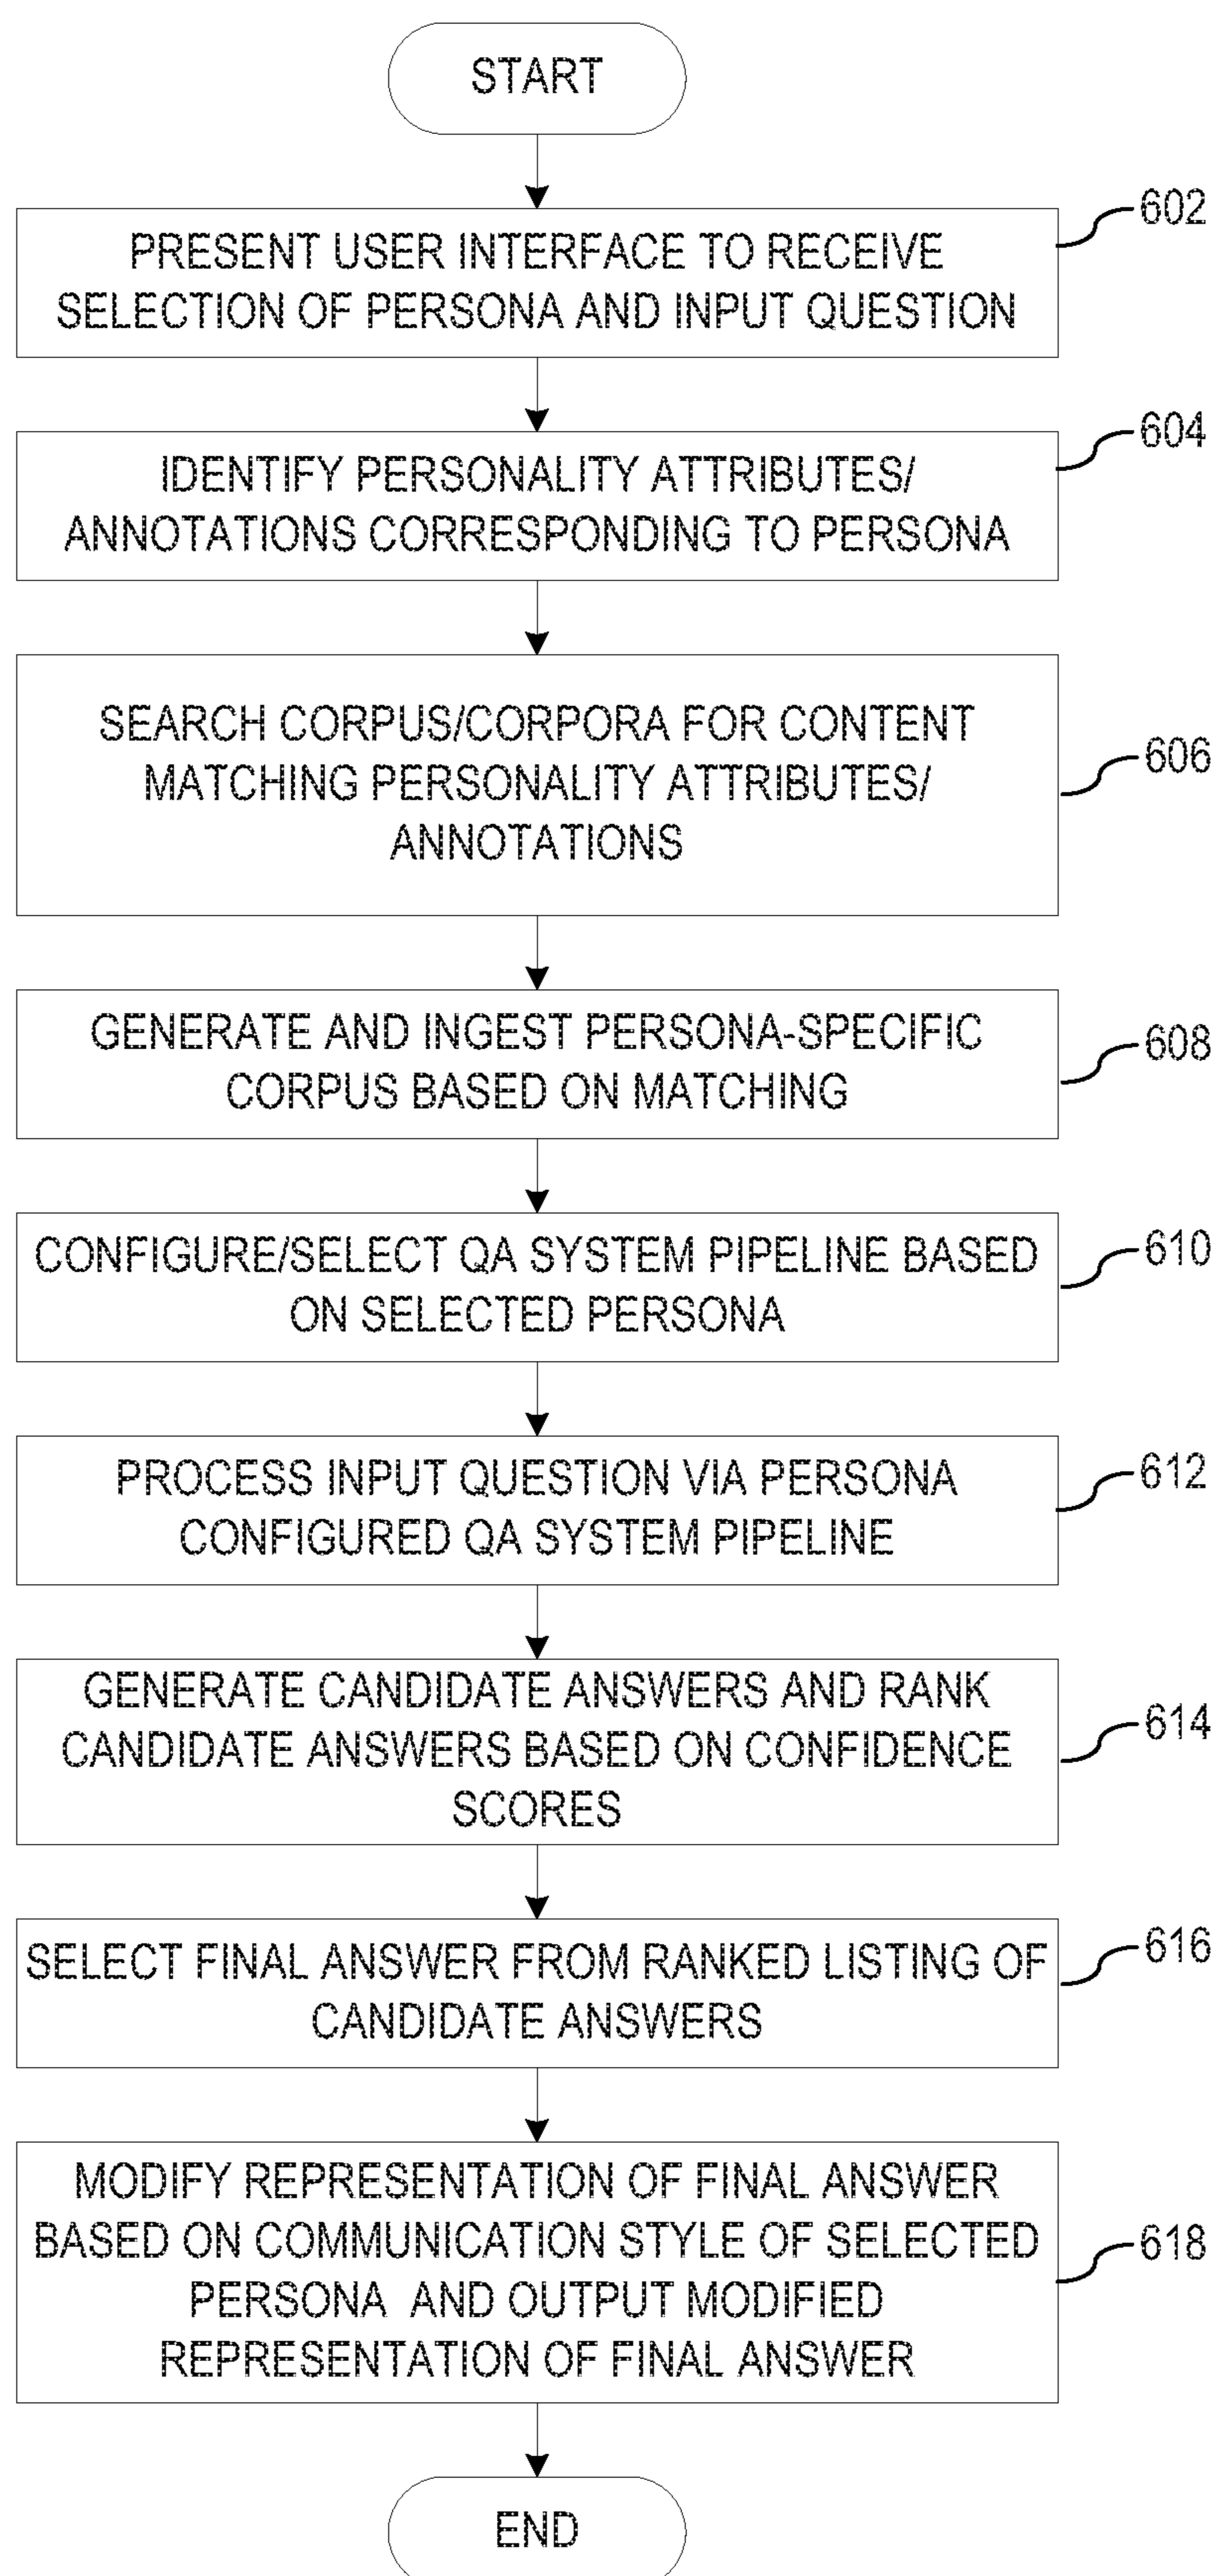 START
602
PRESENT USER INTERFACE TO RECEIVE
SELECTION OF PERSONA AND INPUT QUESTION
604
IDENTIFY PERSONALITY ATTRIBUTES/
ANNOTATIONS CORRESPONDING TO PERSONA
606
SEARCH CORPUS/CORPORA FOR CONTENT
MATCHING PERSONALITY ATTRIBUTES/
ANNOTATIONS
608
GENERATE AND INGEST PERSONA-SPECIFIC
CORPUS BASED ON MATCHING
610
CONFIGURE/SELECT QA SYSTEM PIPELINE BASED
ON SELECTED PERSONA
612
PROCESS INPUT QUESTION VIA PERSONA
CONFIGURED QA SYSTEM PIPELINE
614
GENERATE CANDIDATE ANSWERS AND RANK
CANDIDATE ANSWERS BASED ON CONFIDENCE
SCORES
616
SELECT FINAL ANSWER FROM RANKED LISTING OF
CANDIDATE ANSWERS
618
MODIFY REPRESENTATION OF FINAL ANSWER
BASED ON COMMUNICATION STYLE OF SELECTED
PERSONA AND OUTPUT MODIFIED
REPRESENTATION OF FINAL ANSWER
END